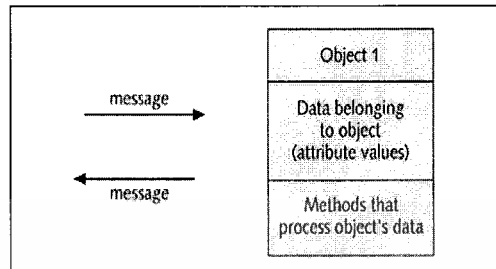 message
message
Object 1
Data belonging
to object
(attribute values)
Methods that
process object's data